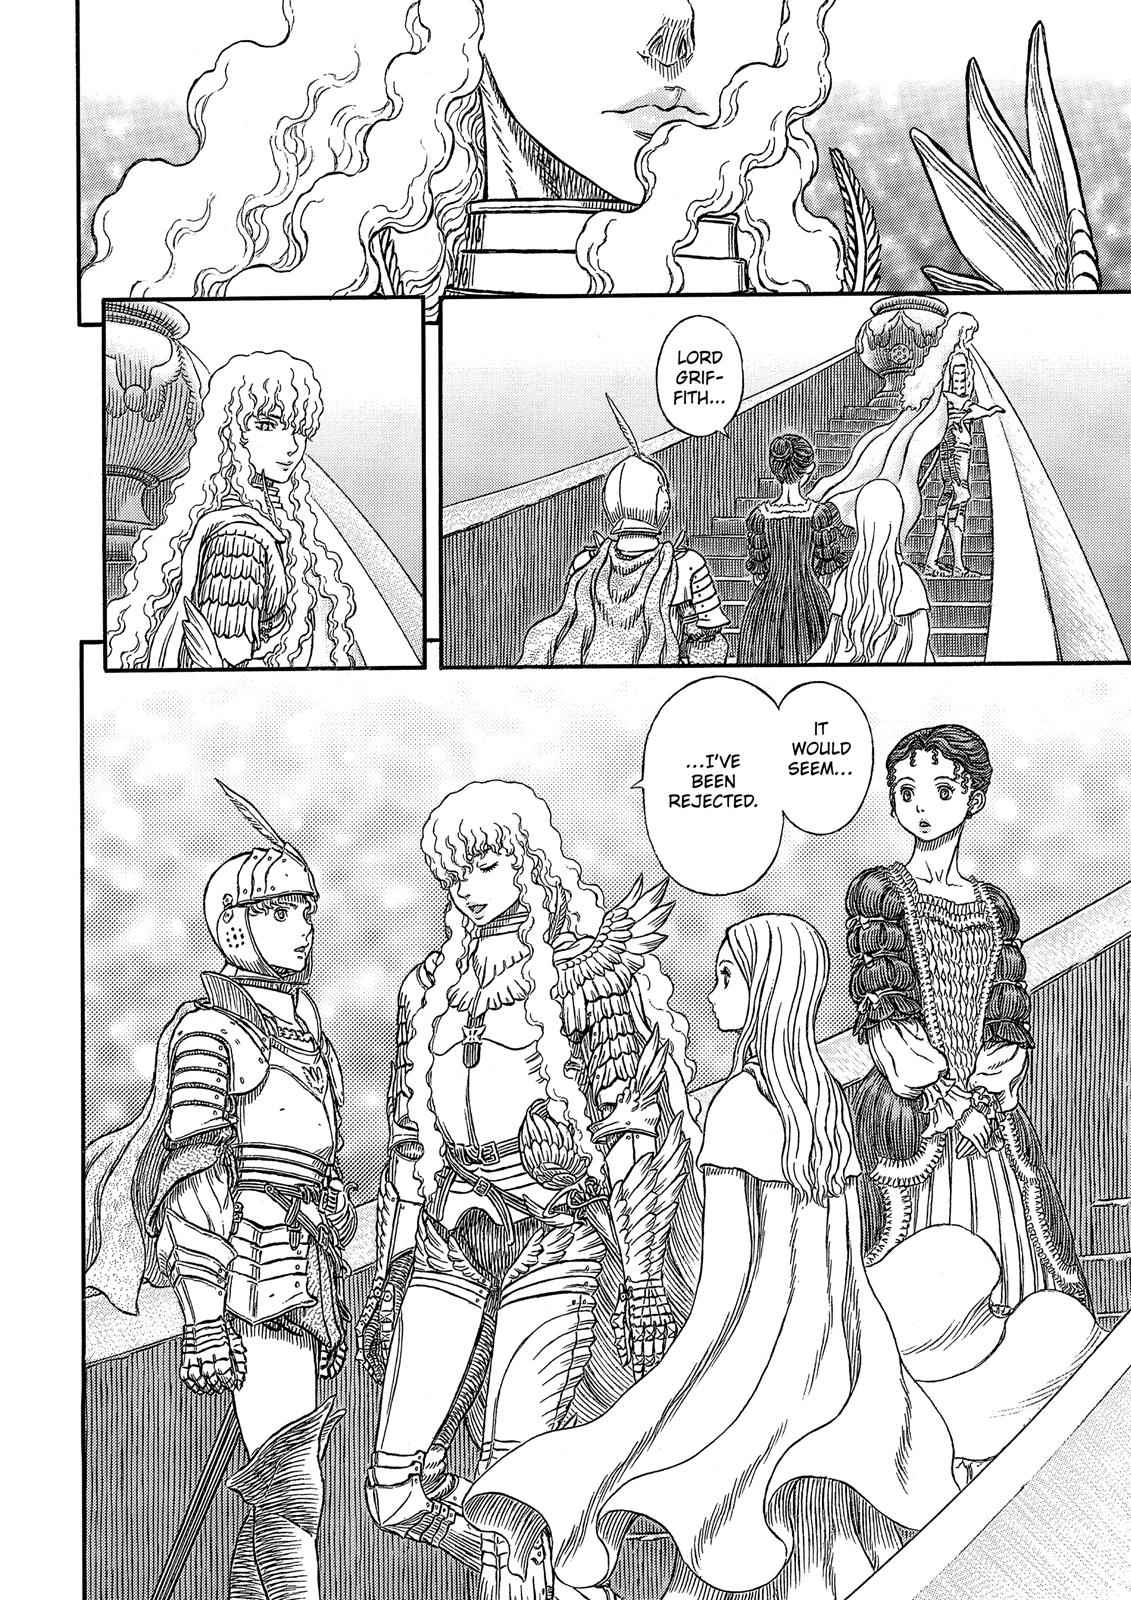 LORD
GRIF-
FITH...
IT
WOULD
SEEM...
...I'VE
BEEN
REJECTED.